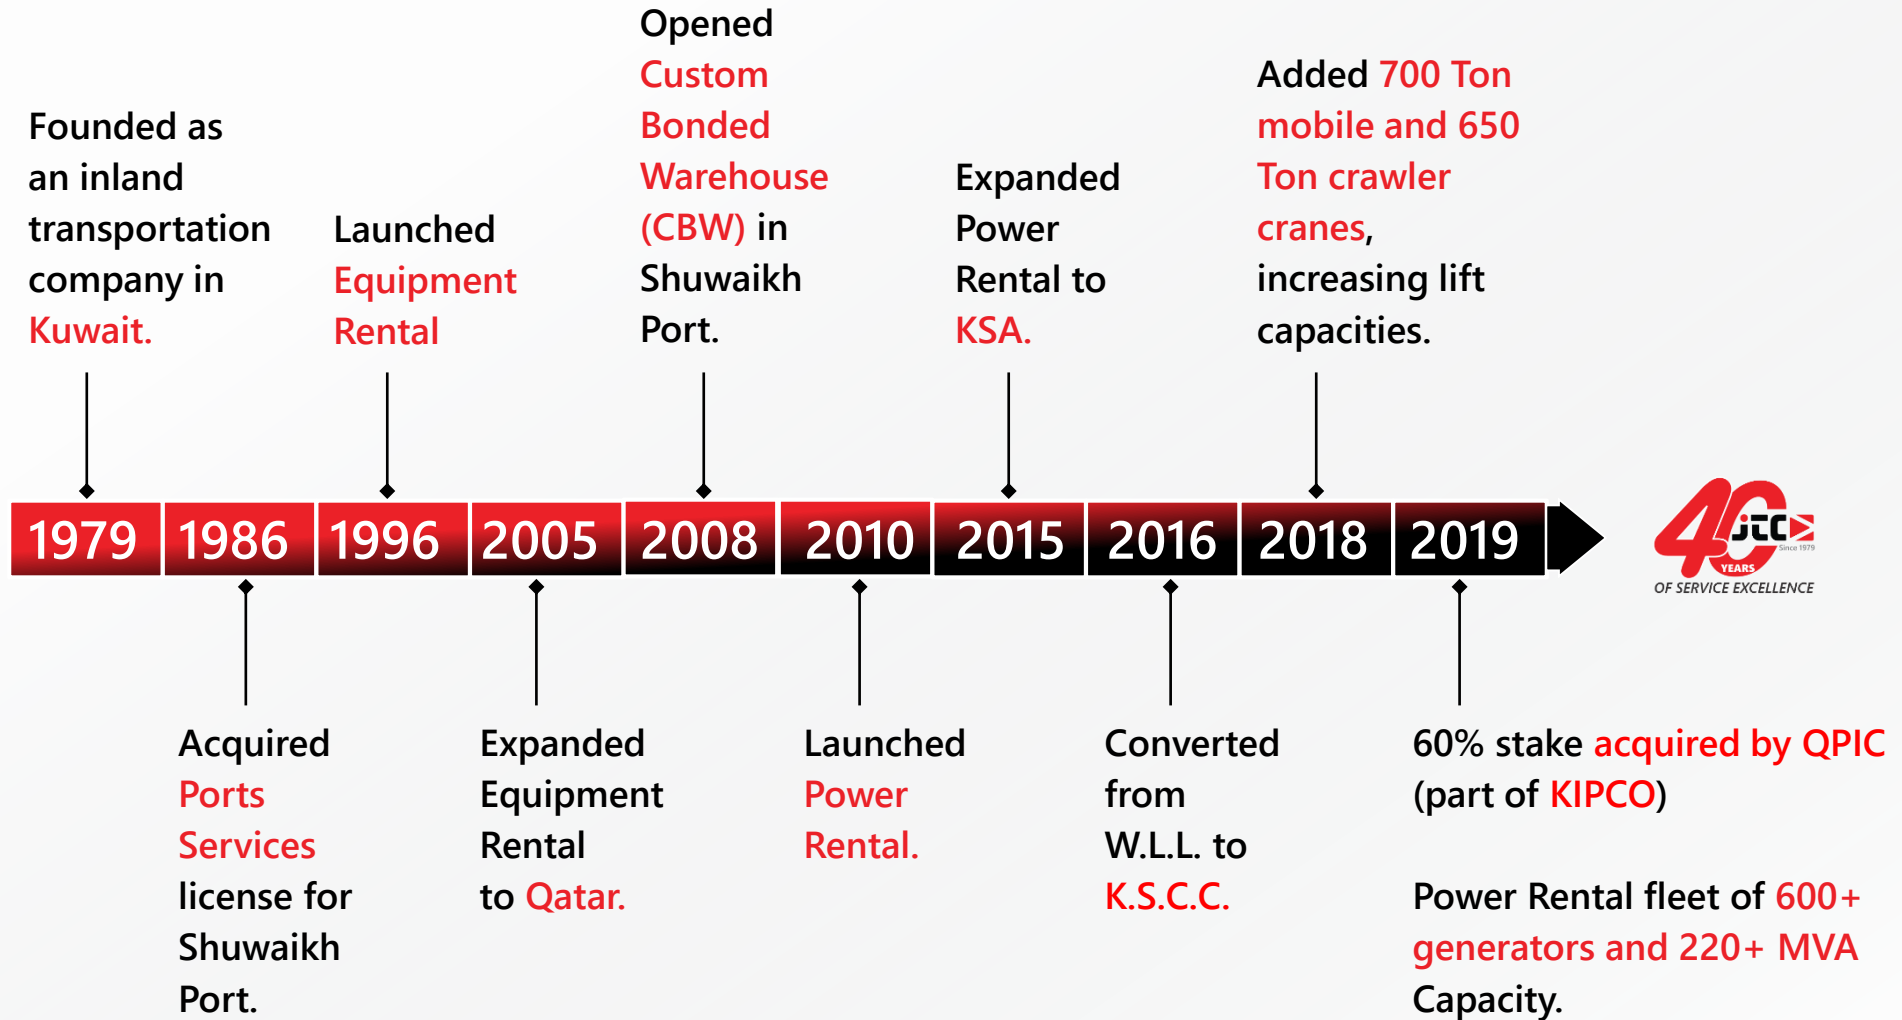 Founded as
an inland
transportation
company in
Kuwait.
Launched
Equipment
Rental
Opened
Custom
Bonded
Warehouse
(CBW) in
Shuwaikh
Port.
Expanded
Power
Rental to
KSA.
Added 700 Ton
mobile and 650
Ton crawler
cranes,
increasing lift
capacities.
1979 1986 1996 2005 2008 2010 2015 2016 2018 2019
40
jtc
Since 1979
YEARS
OF SERVICE EXCELLENCE
Acquired
Ports
Services
license for
Shuwaikh
Port.
Expanded
Equipment
Rental
to Qatar.
Launched
Power
Rental.
Converted
from
W.L.L. to
K.S.C.C.
60% stake acquired by QPIC
(part of KIPCO)
Power Rental fleet of 600+
generators and 220+ MVA
Capacity.